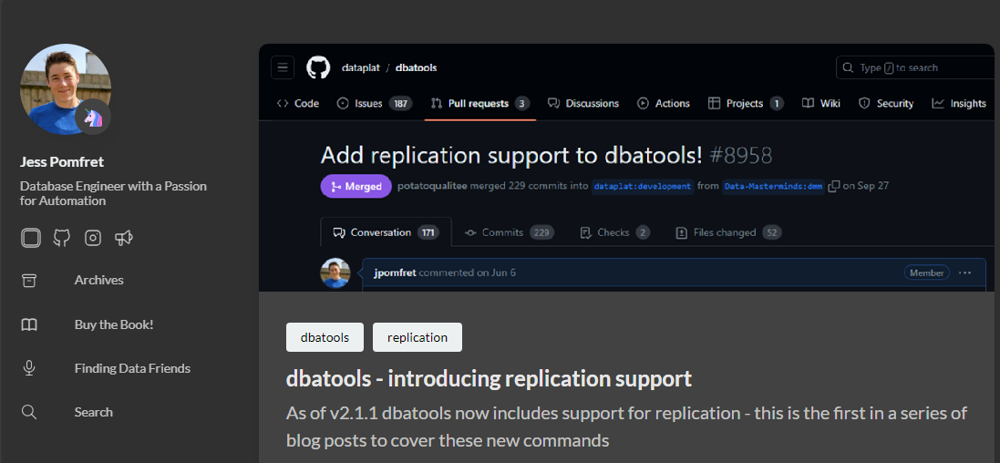 Jess Pomfret
Database Engineer with a Passion
for Automation
Archives
Buy the Book!
Finding Data Friends
Search
dataplat / dbatools
Type / to search
Code Issues 187 Pull requests 3 Discussions Actions Projects 1 Wiki Security Insights
Add replication support to dbatools! #8958
Merged potatoqualitee merged 229 commits into dataplat:development from Data-Masterminds:dmm on Sep 27
Conversation 171 Commits 229 Checks 2 Files changed 52
jpomfret commented on Jun 6 Member ...
dbatools replication
dbatools - introducing replication support
As of v2.1.1 dbatools now includes support for replication - this is the first in a series of
blog posts to cover these new commands